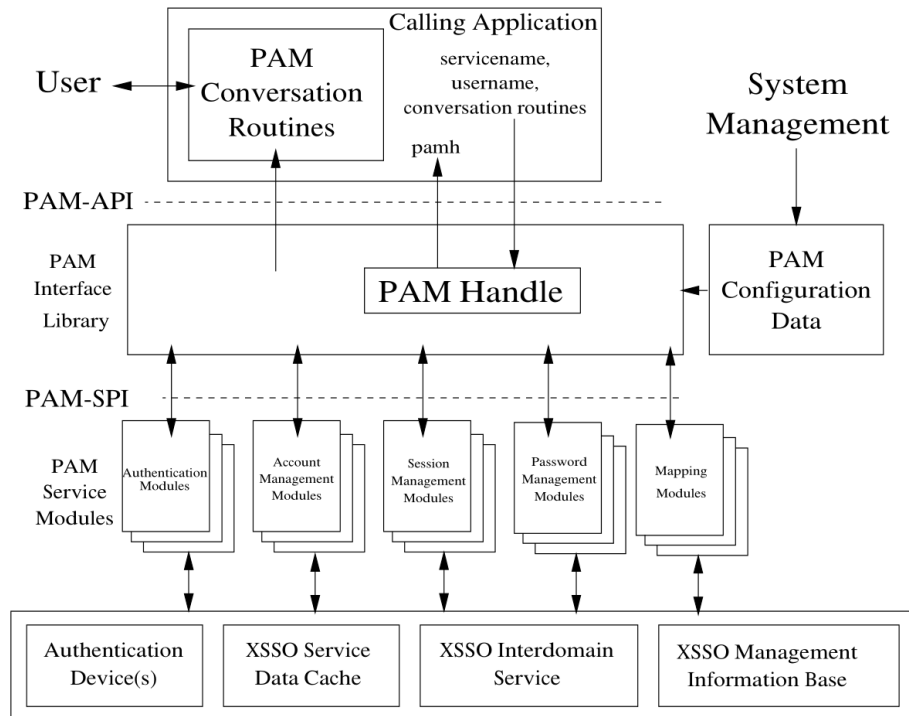 Calling Application
PAM
Conversation
Routines
servicename,
username,
conversation routines
pamh
User
System
Management
PAM-API
PAM
Interface
Library
PAM Handle
PAM
Configuration
Data
PAM-SPI
PAM
Service
Modules
Authentication
Modules
Account
Management
Modules
Session
Management
Modules
Password
Management
Modules
Mapping
Modules
Authentication
Device(s)
XSSO Service
Data Cache
XSSO Interdomain
Service
XSSO Management
Information Base